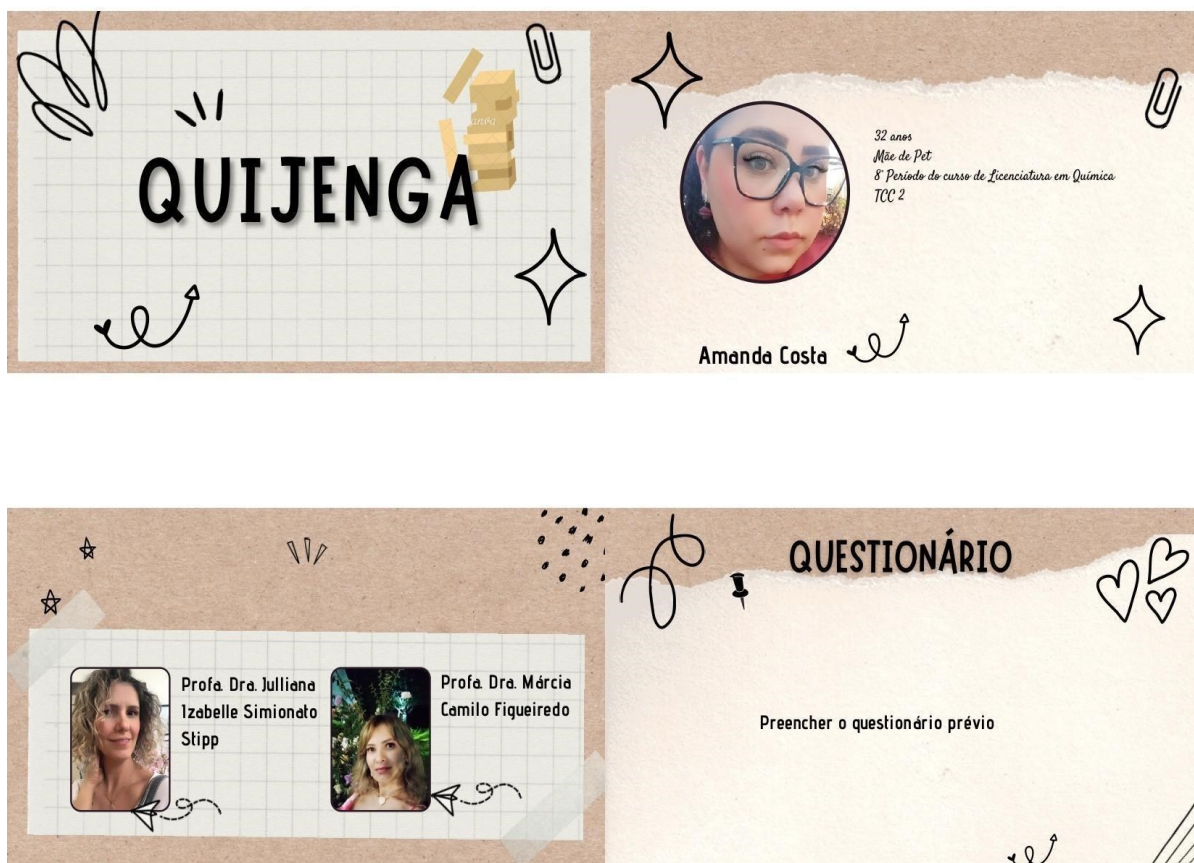 QUIJENGA
32 anos
Mãe de Pet
8° Período do curso de Licenciatura em Química
TCC 2
Amanda Costa
Profa. Dra. Julliana
Izabelle Simionato
Stipp
Profa. Dra. Márcia
Camilo Figueiredo
QUESTIONÁRIO
Preencher o questionário prévio